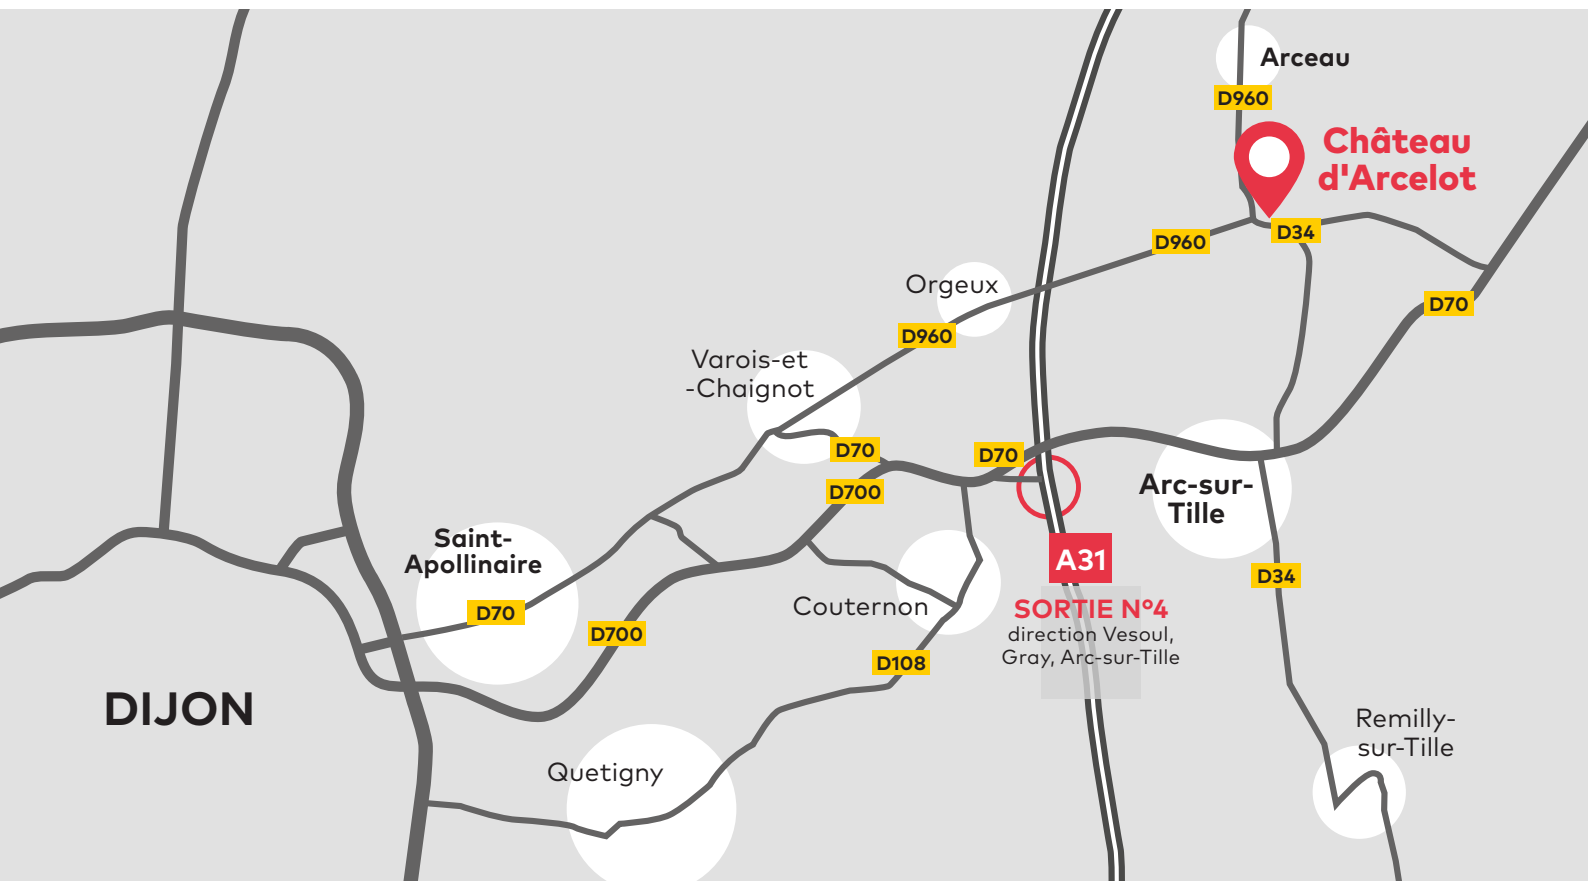 Arceau
D960
Château
d'Arcelot
D34
D960
Orgeux
D70
D960
Varois-et
-Chaignot
D70
D70
D700
Arc-sur-
Tille
Saint-
Apollinaire
A31
D34
SORTIE N°4
direction Vesoul,
Gray, Arc-sur-Tille
Couternon
D70
D700
D108
DIJON
Remilly-
sur-Tille
Quetigny